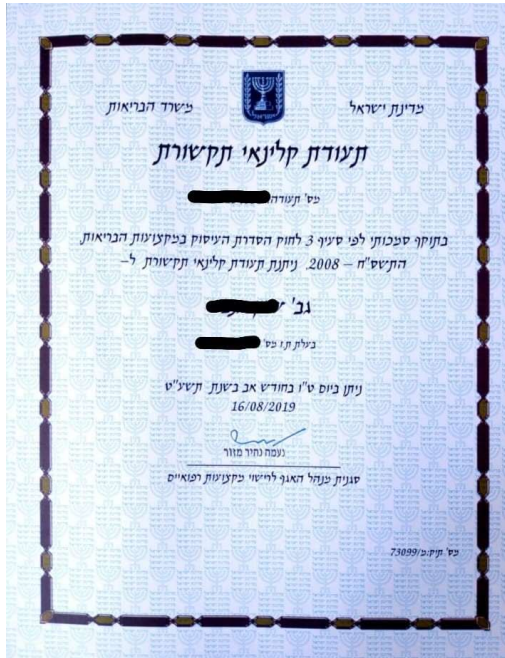 מדינת ישראל
משרד הבריאות
תעודת קלינאי תקשורת
מס' תעודה
בתוקף סמכותי לפי סעיף 3 לחוק הסדרת העיסוק במקצועות הבריאות,
התשס"ח – 2008, ניתנת תעודת קלינאי תקשורת ל–
גב'
בעלת ת.ז מס'
ניתן ביום ט"ו בחודש אב בשנת תשע"ט
16/08/2019
נעמה נחיר מזור
סגנית מנהל האגף לרישוי מקצועות רפואיים
מס' תיק:מ/73099